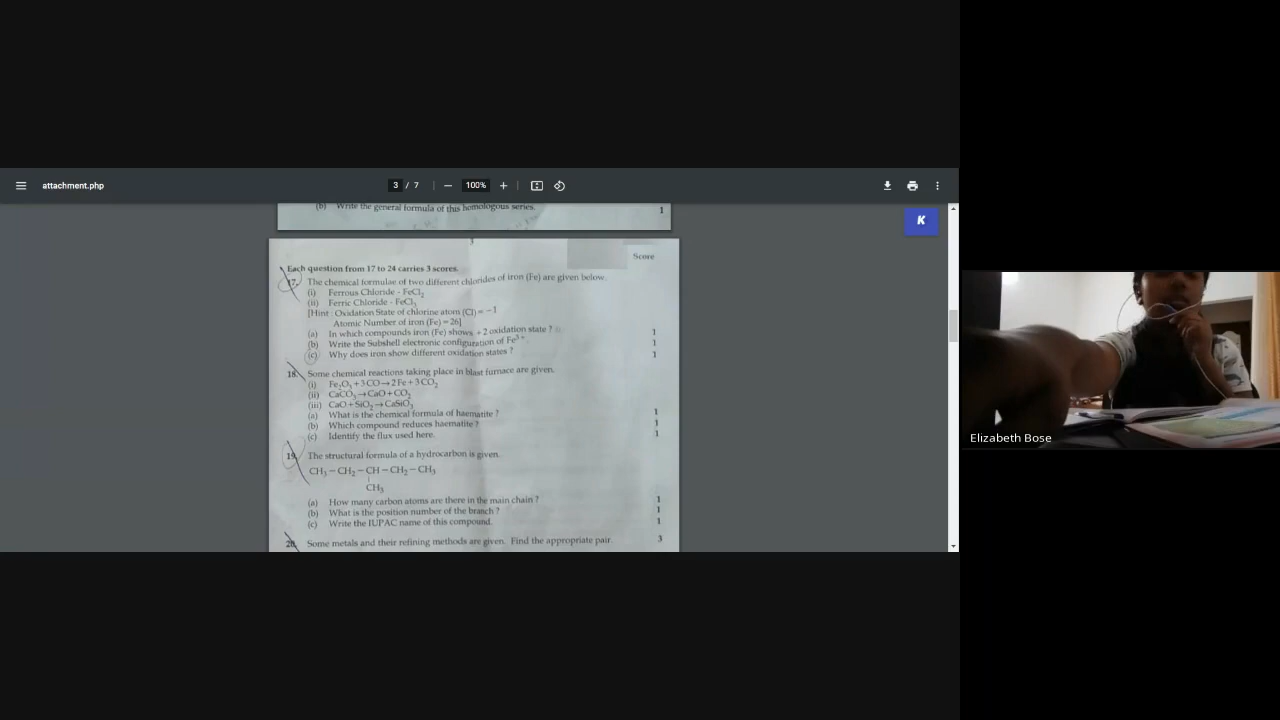 attachment.php
3 / 7
100%
K
(b) Write the general formula of this homologous series. 1
3
Score
Each question from 17 to 24 carries 3 scores.
17. The chemical formulae of two different chlorides of iron (Fe) are given below.
(i) Ferrous Chloride - FeCl₂
(ii) Ferric Chloride - FeCl₃
[Hint : Oxidation State of chlorine atom (Cl) = −1
Atomic Number of iron (Fe) = 26]
(a) In which compounds iron (Fe) shows +2 oxidation state ? 1
(b) Write the Subshell electronic configuration of Fe³⁺. 1
(c) Why does iron show different oxidation states ? 1
18. Some chemical reactions taking place in blast furnace are given.
(i) Fe₂O₃ + 3CO → 2Fe + 3CO₂
(ii) CaCO₃ → CaO + CO₂
(iii) CaO + SiO₂ → CaSiO₃
(a) What is the chemical formula of haematite ? 1
(b) Which compound reduces haematite ? 1
(c) Identify the flux used here. 1
19. The structural formula of a hydrocarbon is given.
CH₃ − CH₂ − CH − CH₂ − CH₃
|
CH₃
(a) How many carbon atoms are there in the main chain ? 1
(b) What is the position number of the branch ? 1
(c) Write the IUPAC name of this compound. 1
20. Some metals and their refining methods are given. Find the appropriate pair. 3
Elizabeth Bose